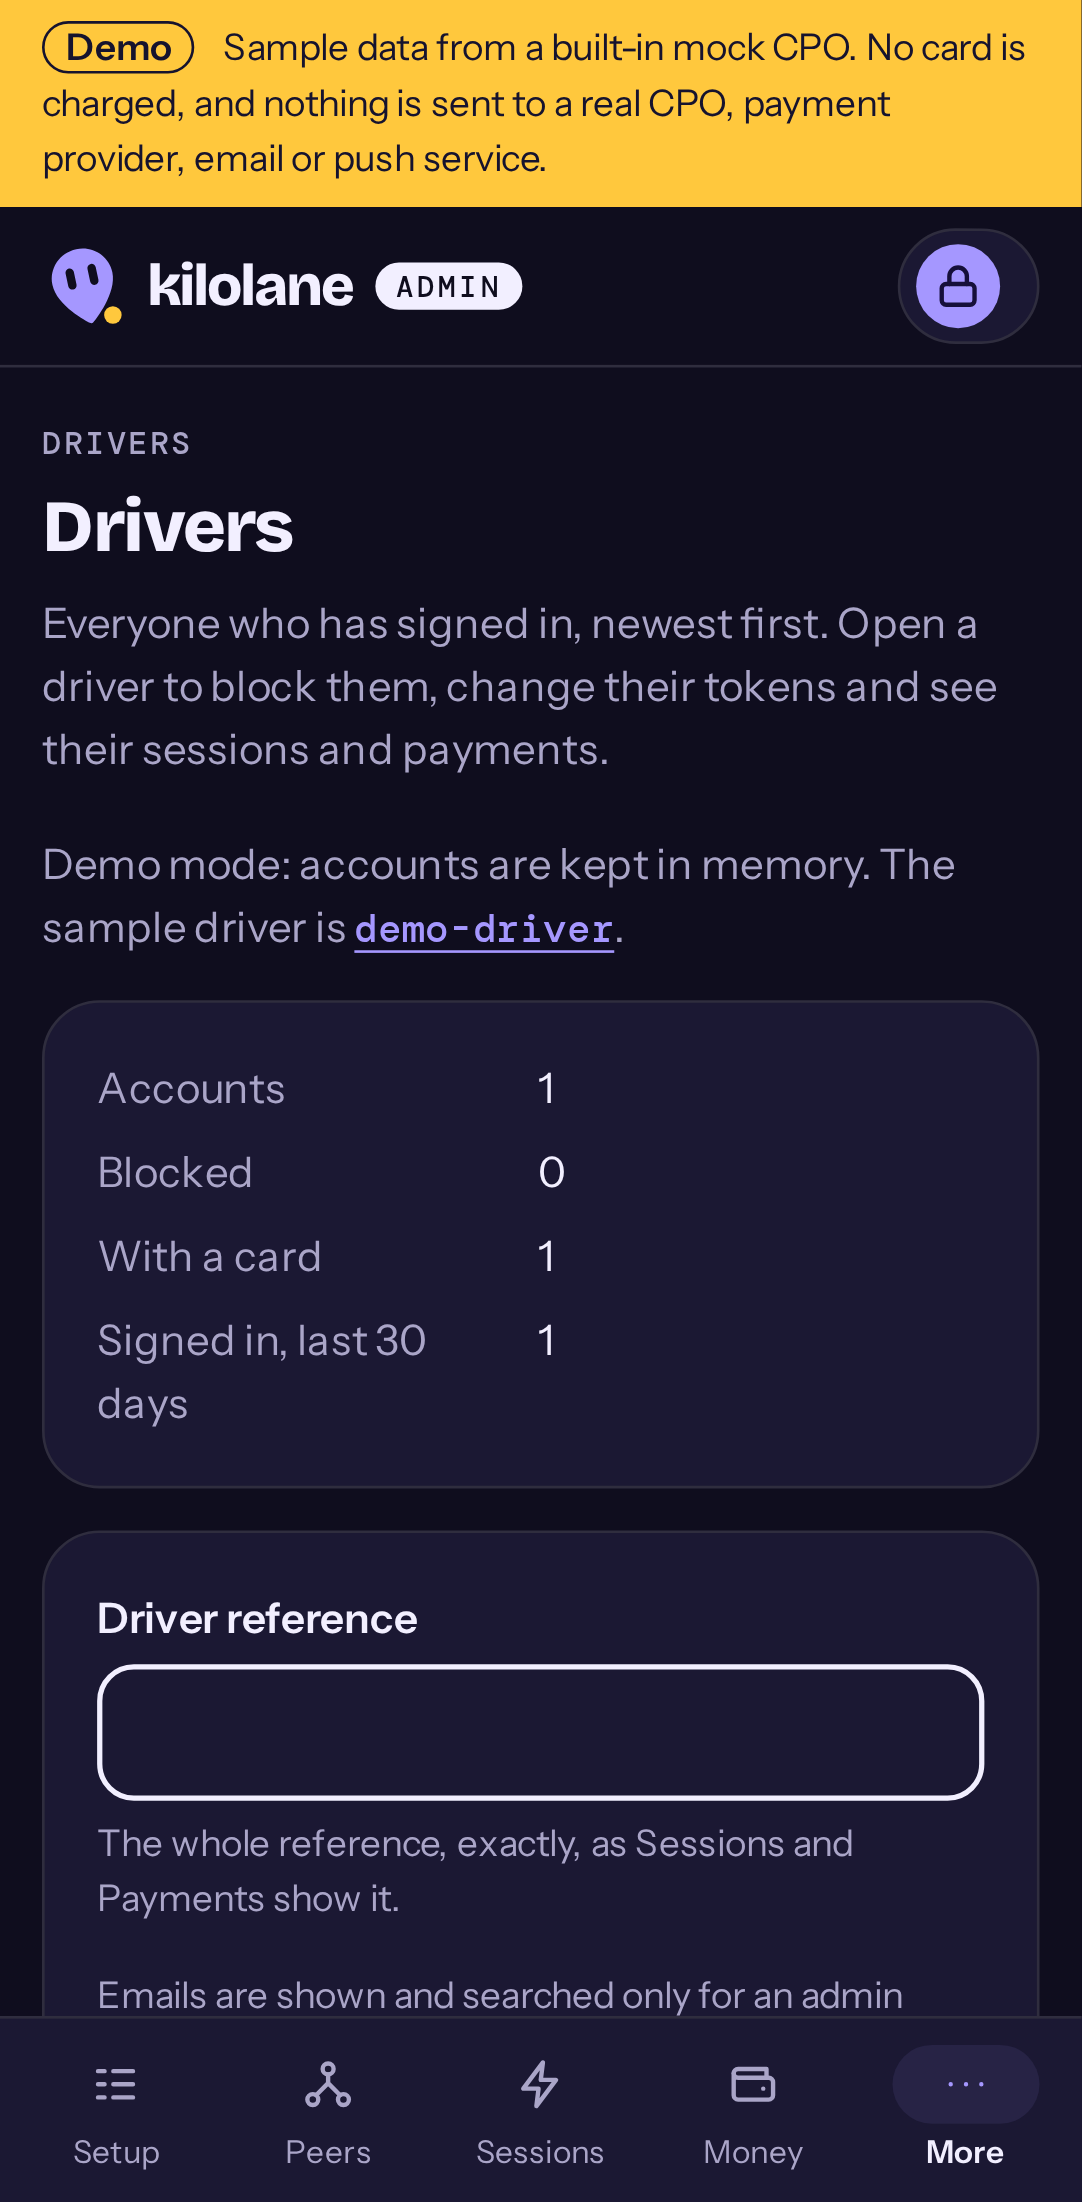 Demo Sample data from a built-in mock CPO. No card is
charged, and nothing is sent to a real CPO, payment
provider, email or push service.
kilolane ADMIN
DRIVERS
Drivers
Everyone who has signed in, newest first. Open a
driver to block them, change their tokens and see
their sessions and payments.
Demo mode: accounts are kept in memory. The
sample driver is demo-driver.
Accounts 1
Blocked 0
With a card 1
Signed in, last 30 1
days
Driver reference
The whole reference, exactly, as Sessions and
Payments show it.
Emails are shown and searched only for an admin
Setup Peers Sessions Money More